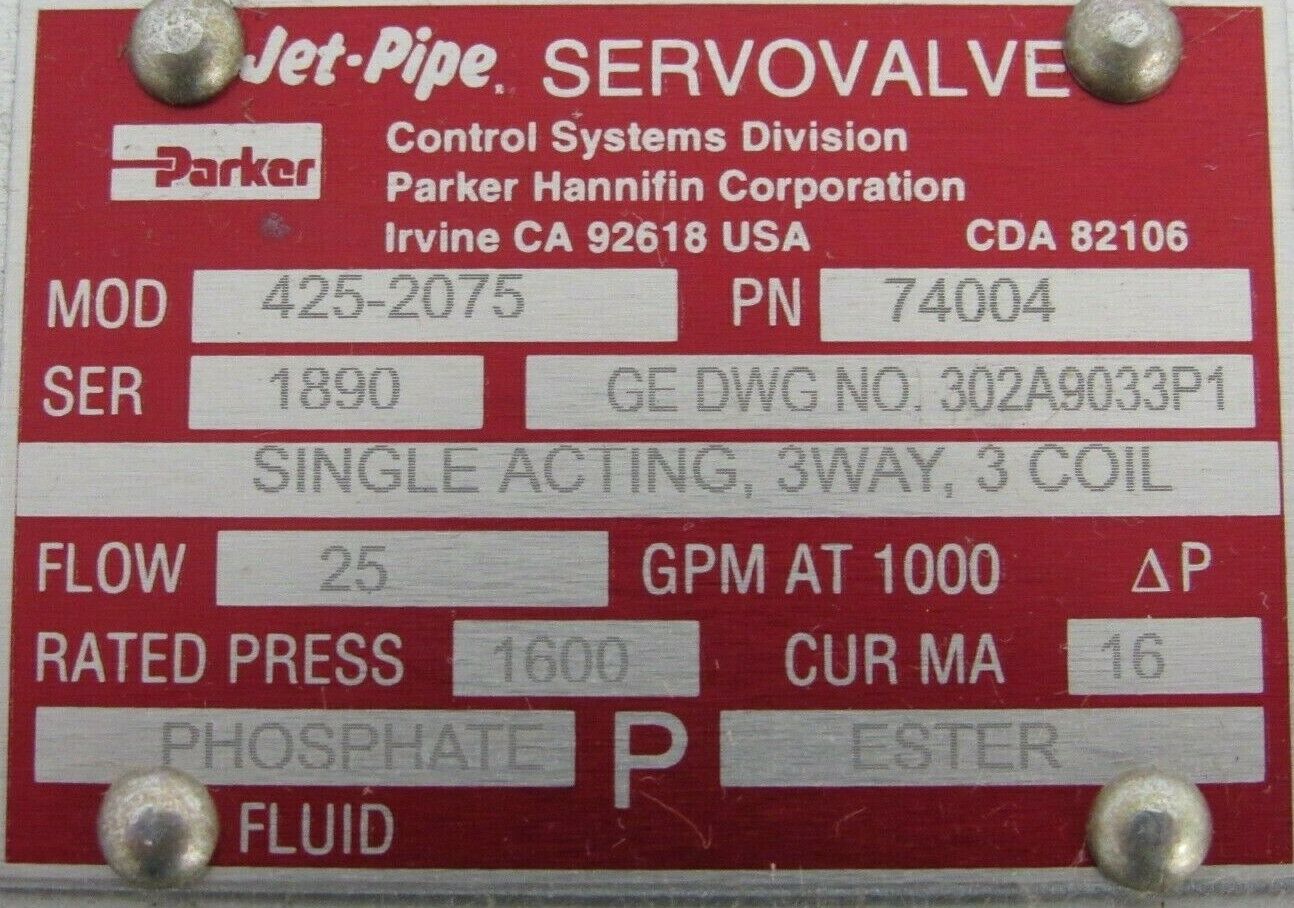 Jet-Pipe. SERVOVALVE
Parker
Control Systems Division
Parker Hannifin Corporation
Irvine CA 92618 USA CDA 82106
MOD 425-2075 PN 74004
SER 1890 GE DWG NO. 302A9033P1
SINGLE ACTING, 3WAY, 3 COIL
FLOW 25 GPM AT 1000 Δ P
RATED PRESS 1600 CUR MA 16
PHOSPHATE P ESTER
FLUID